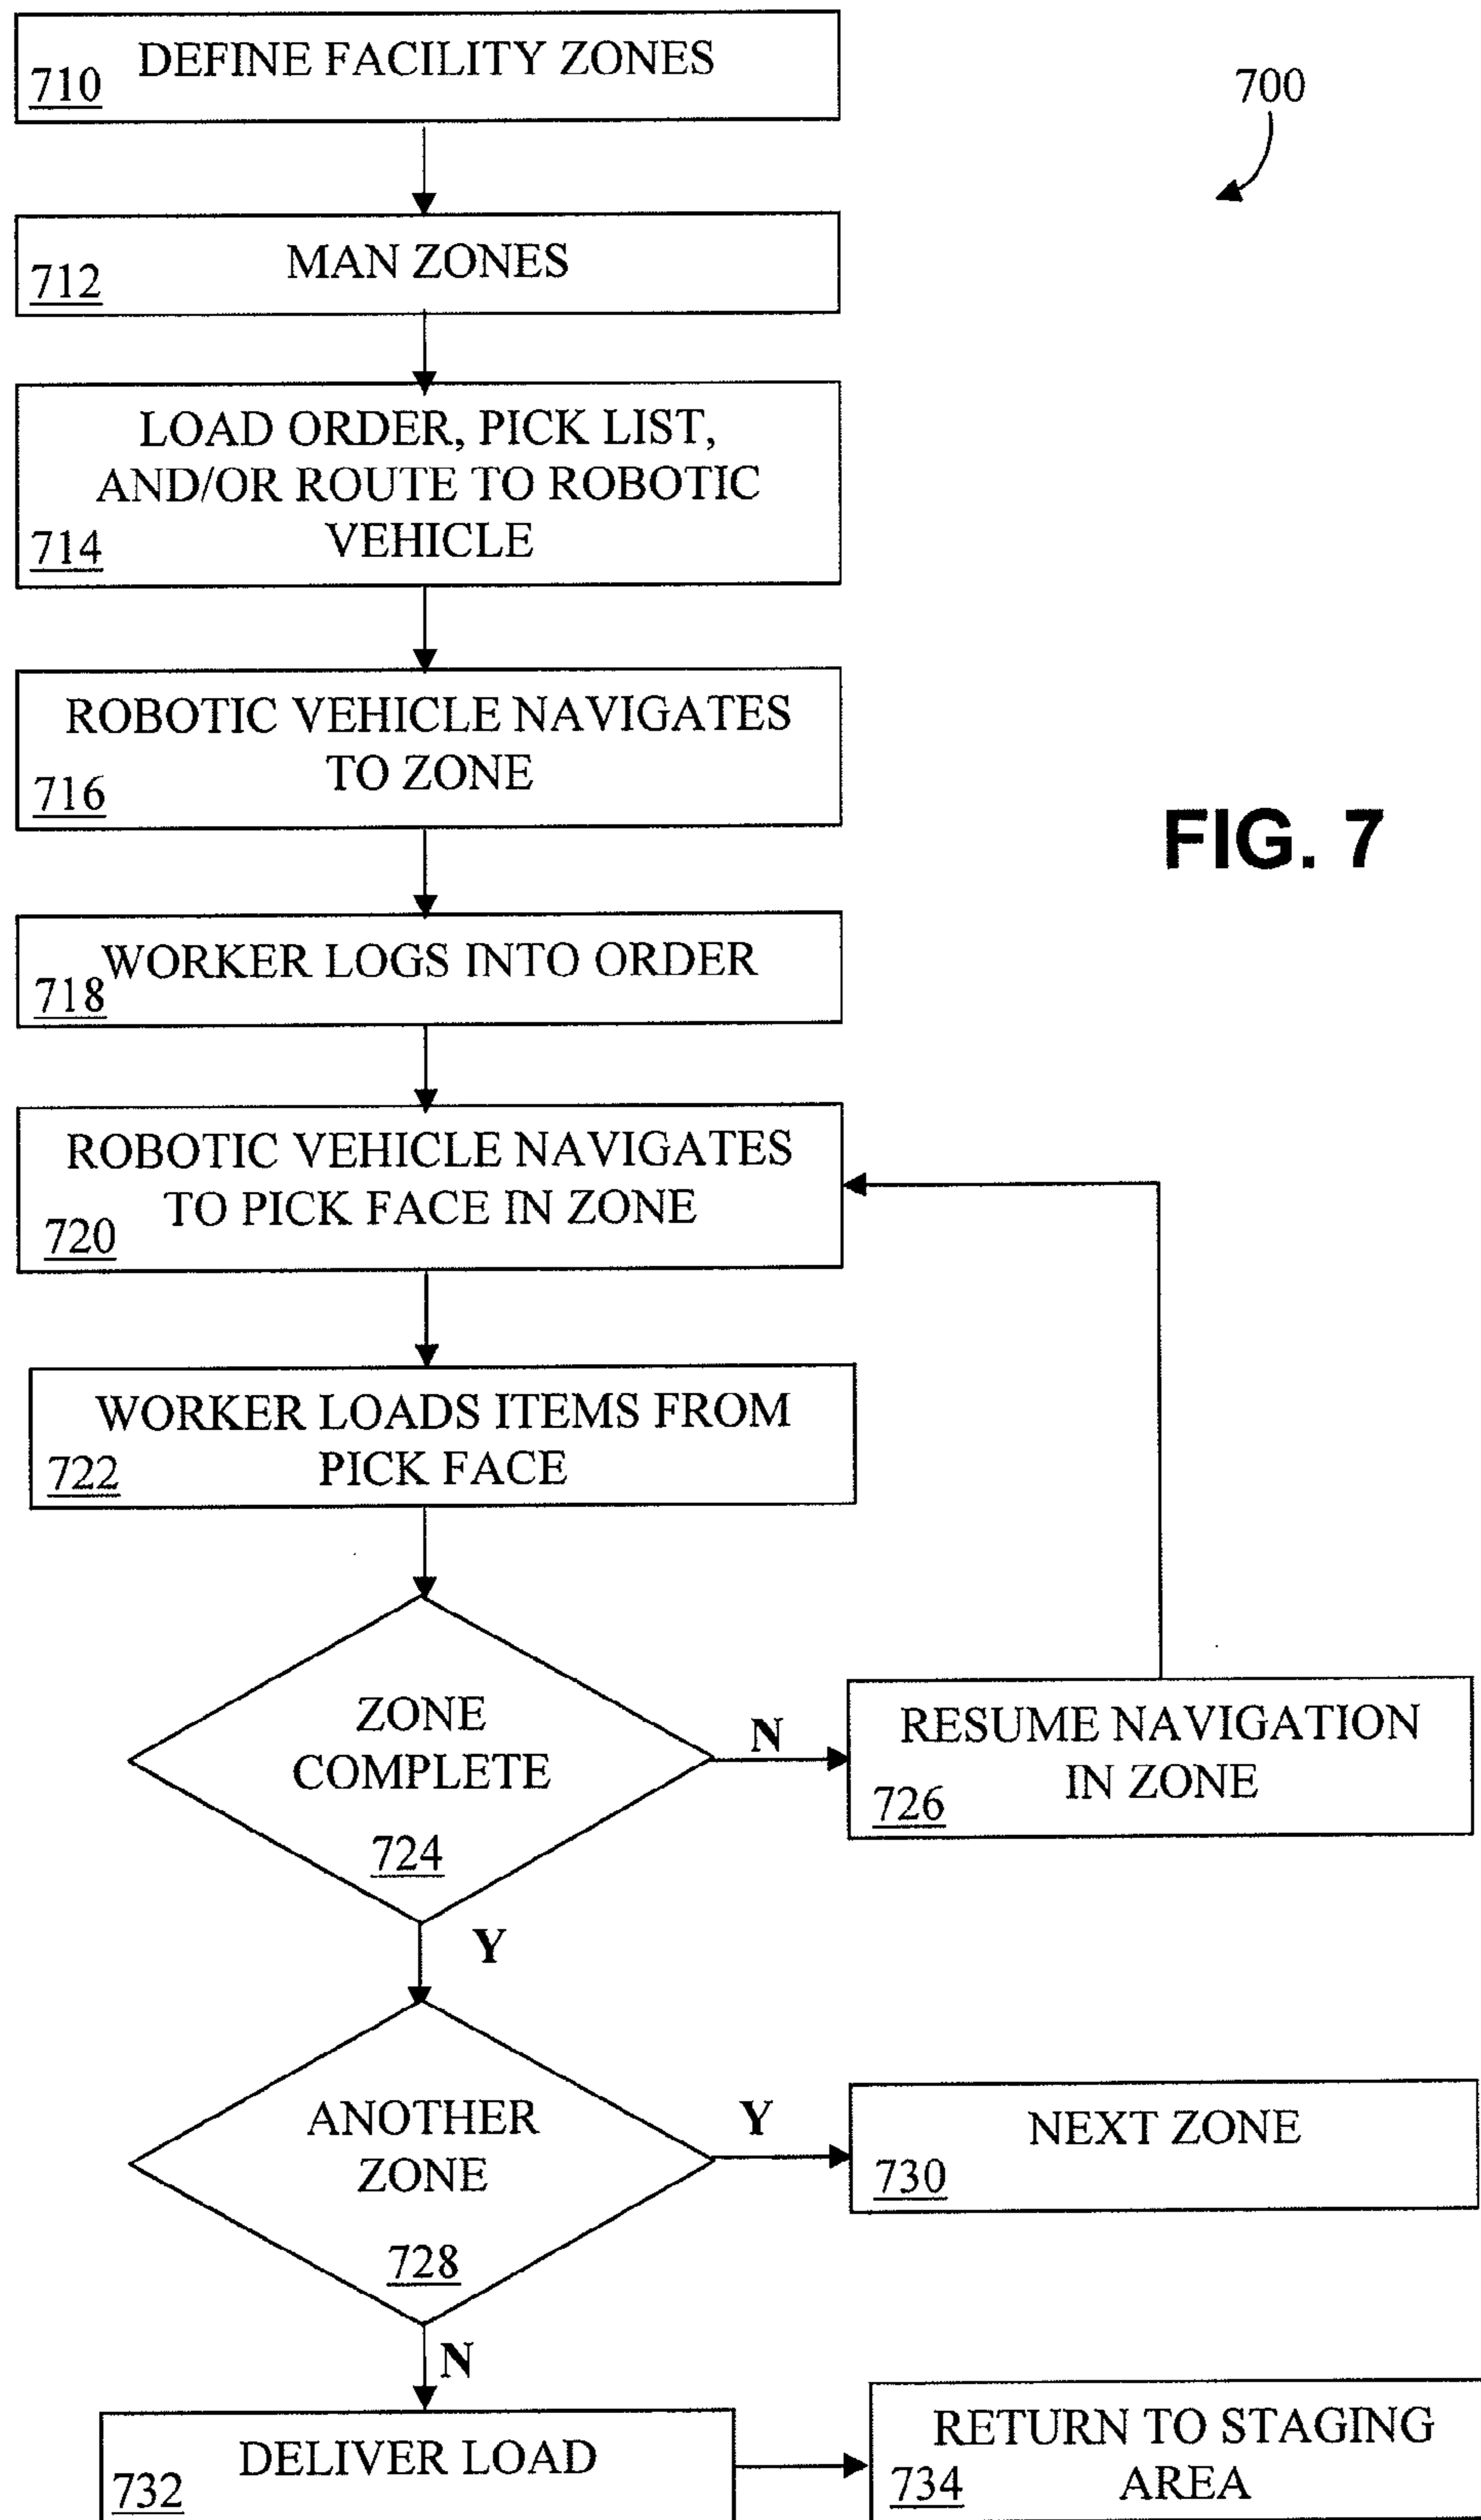 DEFINE FACILITY ZONES
710
700
MAN ZONES
712
LOAD ORDER, PICK LIST,
AND/OR ROUTE TO ROBOTIC
VEHICLE
714
ROBOTIC VEHICLE NAVIGATES
TO ZONE
716
FIG. 7
WORKER LOGS INTO ORDER
718
ROBOTIC VEHICLE NAVIGATES
TO PICK FACE IN ZONE
720
WORKER LOADS ITEMS FROM
PICK FACE
722
ZONE
COMPLETE
724
N
RESUME NAVIGATION
IN ZONE
726
Y
ANOTHER
ZONE
728
Y
NEXT ZONE
730
N
DELIVER LOAD
732
RETURN TO STAGING
AREA
734